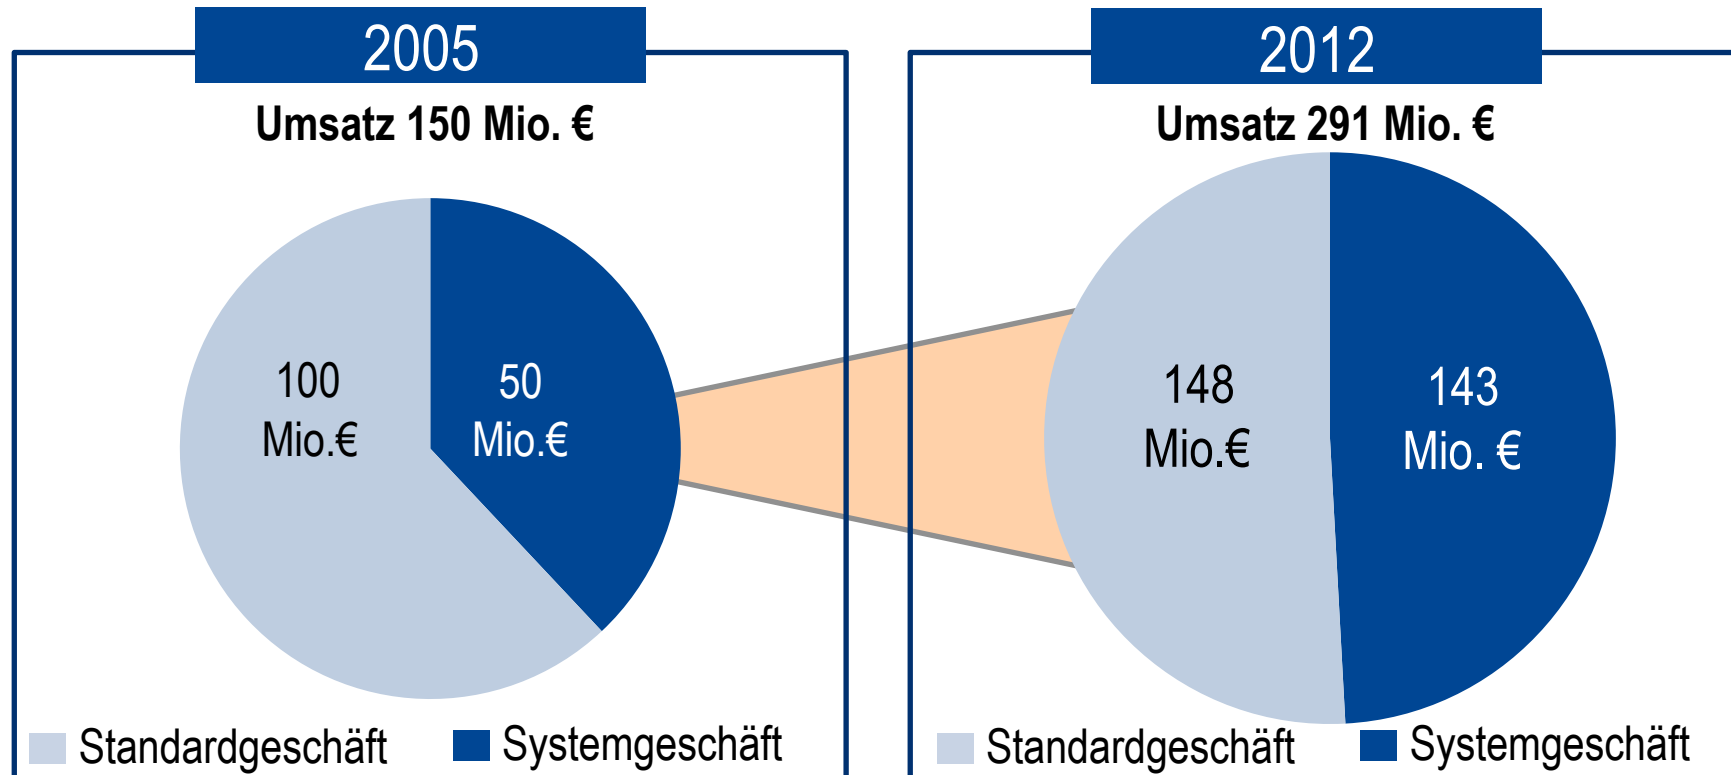 2005
Umsatz 150 Mio. €
100
Mio.€
50
Mio.€
Standardgeschäft
Systemgeschäft
2012
Umsatz 291 Mio. €
148
Mio.€
143
Mio. €
Standardgeschäft
Systemgeschäft